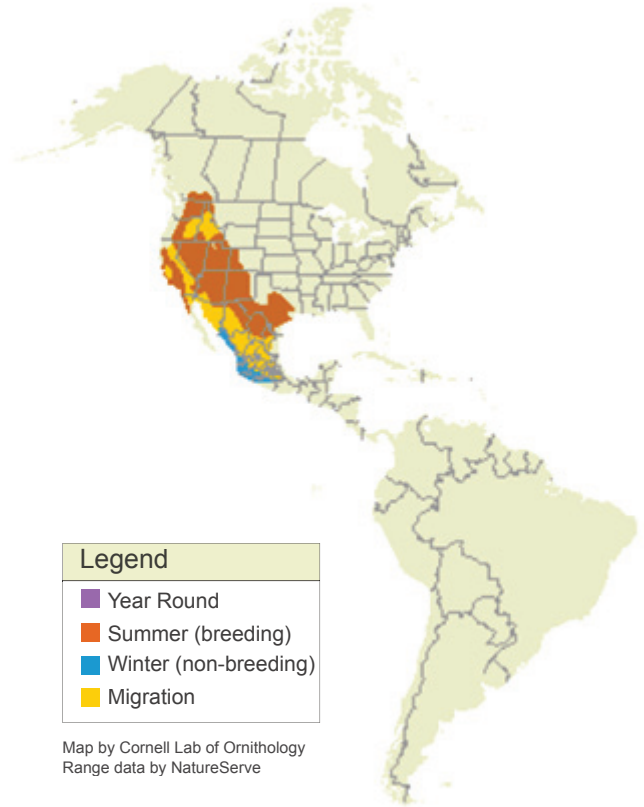 Legend
Year Round
Summer (breeding)
Winter (non-breeding)
Migration
Map by Cornell Lab of Ornithology
Range data by NatureServe